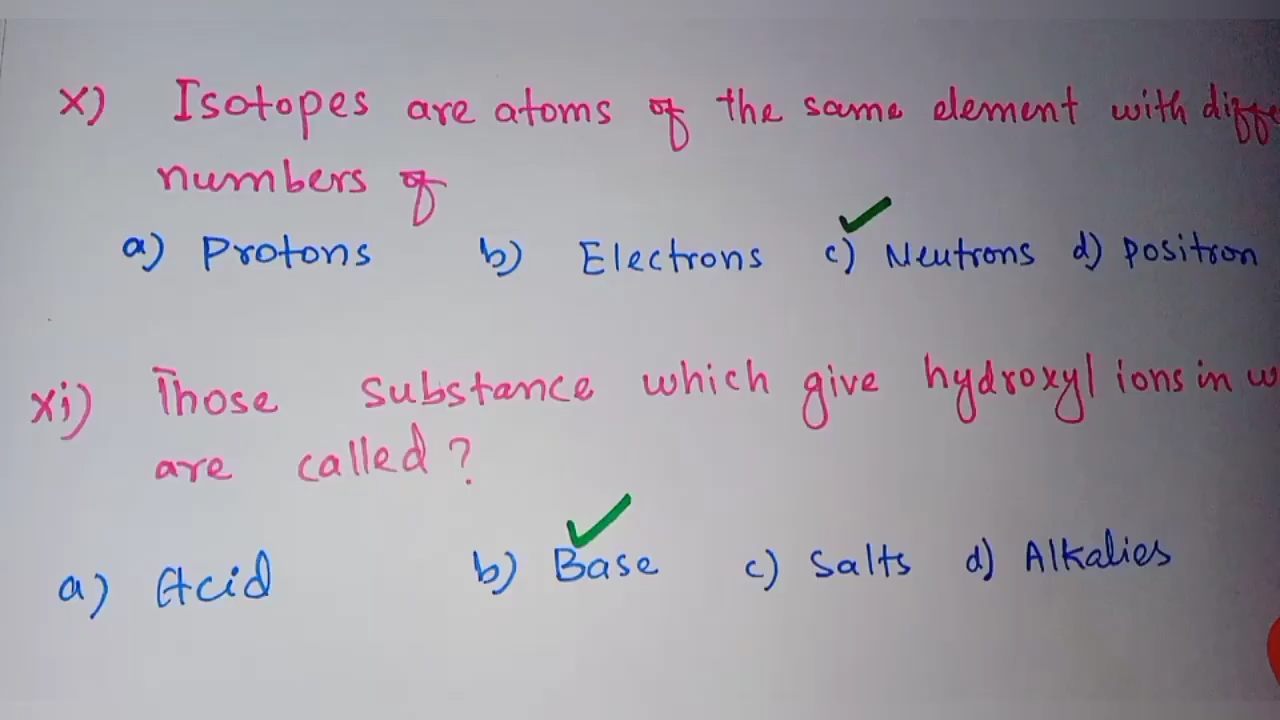 x) Isotopes are atoms of the same element with diffe
numbers of
a) Protons b) Electrons c) Neutrons d) positron
xi) Those substance which give hydroxyl ions in w
are called?
a) Acid b) Base c) Salts d) Alkalies